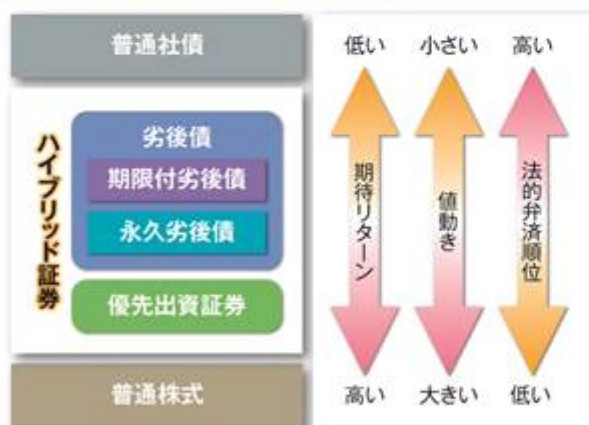 普通社債
ハイブリッド証券
劣後債
期限付劣後債
永久劣後債
優先出資証券
普通株式
低い 小さい 高い
期待リターン
値動き
法的弁済順位
高い 大きい 低い